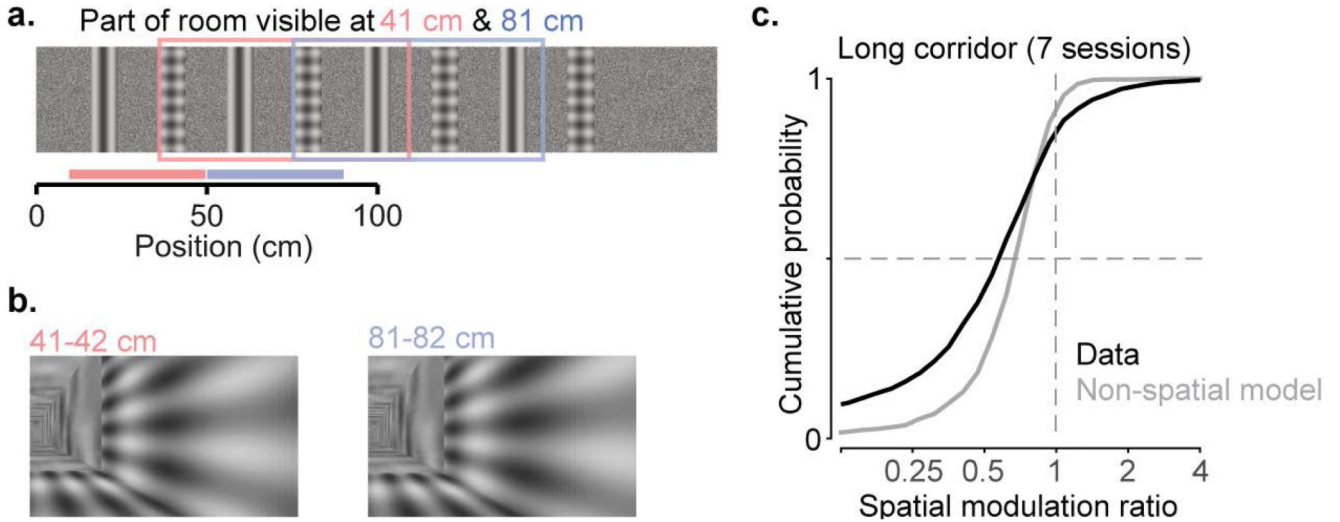 a.
Part of room visible at 41 cm & 81 cm
0 50 100
Position (cm)
b.
41-42 cm
81-82 cm
c.
Long corridor (7 sessions)
1
Cumulative probability
0
Data
Non-spatial model
0.25 0.5 1 2 4
Spatial modulation ratio